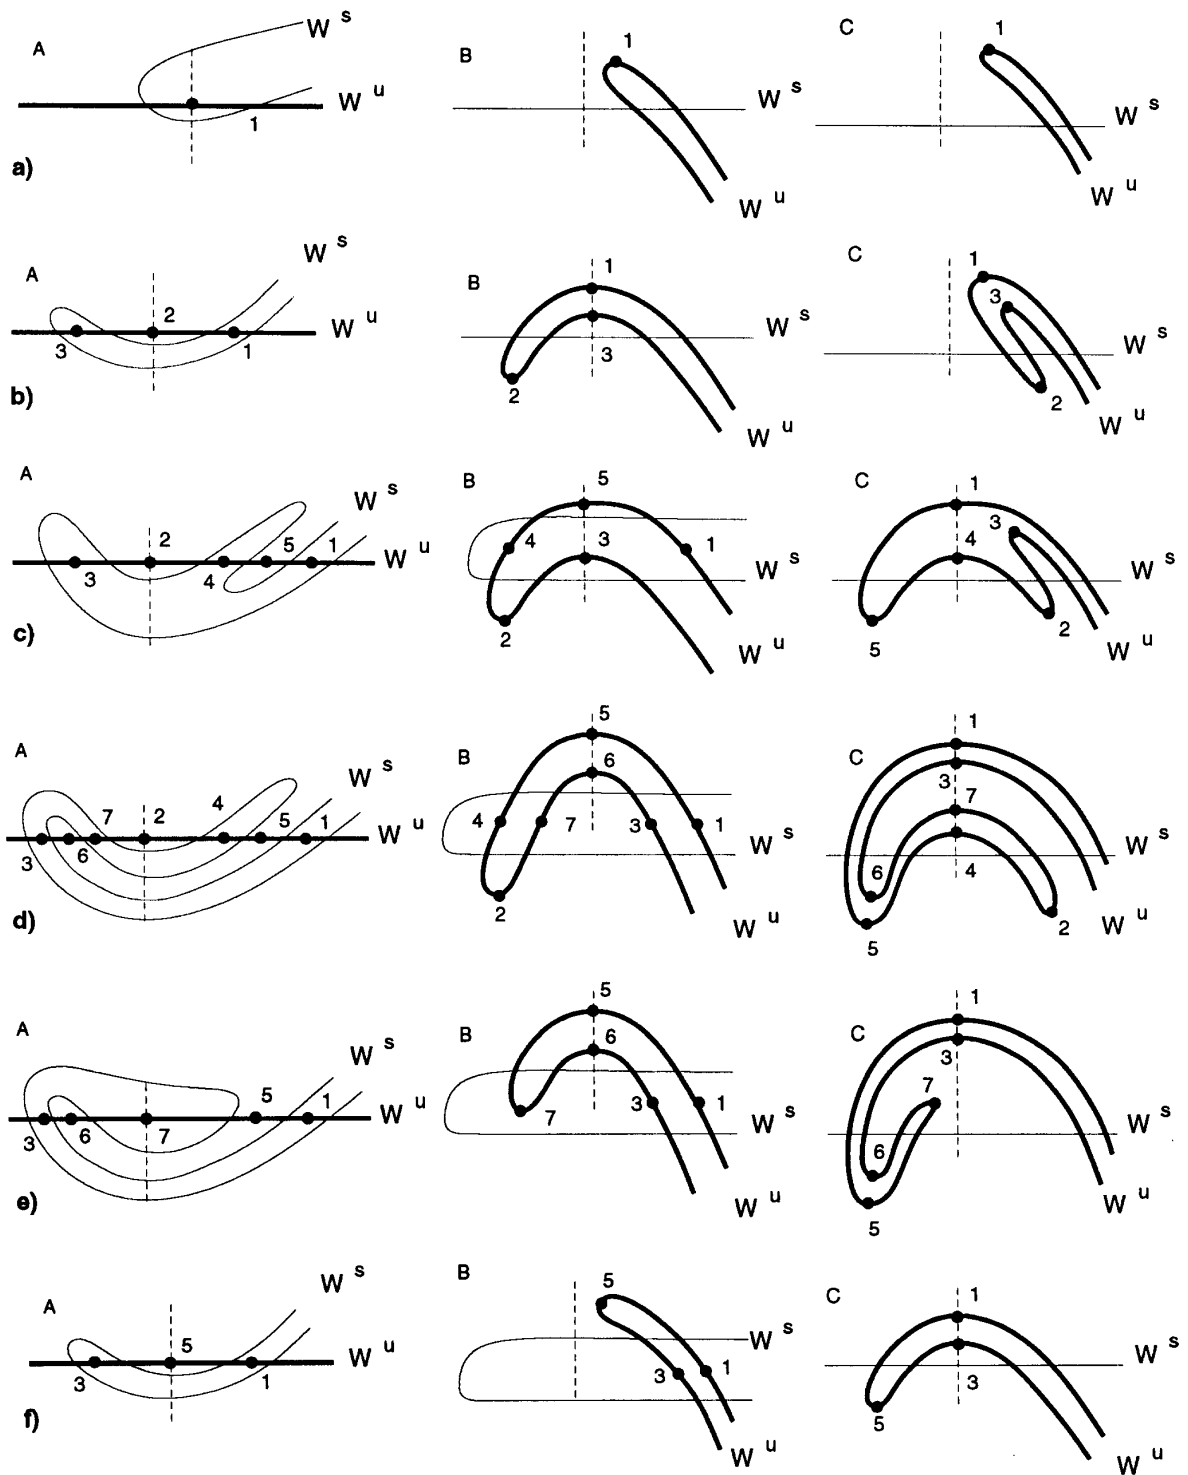 A W s B 1 C 1
W u W s W s
1
a) W u W u
A W s B 1 C 1
2 3
W u W s W s
3 1 3
b) 2 W u 2 W u
A W s B 5 C 1
2 3 3
5 1 W u 4 1 W s 4 W s
3 4
c) 2 W u 5 2 W u
A W s B 5 C 1
7 2 4 6 3
5 1 W u 4 7 3 1 W s 7 W s
3 6 6 4
d) 2 W u 5 2 W u
A W s B 5 C 1
5 1 6 3
W u 3 1 W s 7 W s
3 6 7 7 6
e) W u 5 W u
A W s B 5 C 1
5 W u W s W s
3 1 3 1 3
f) W u 5 W u